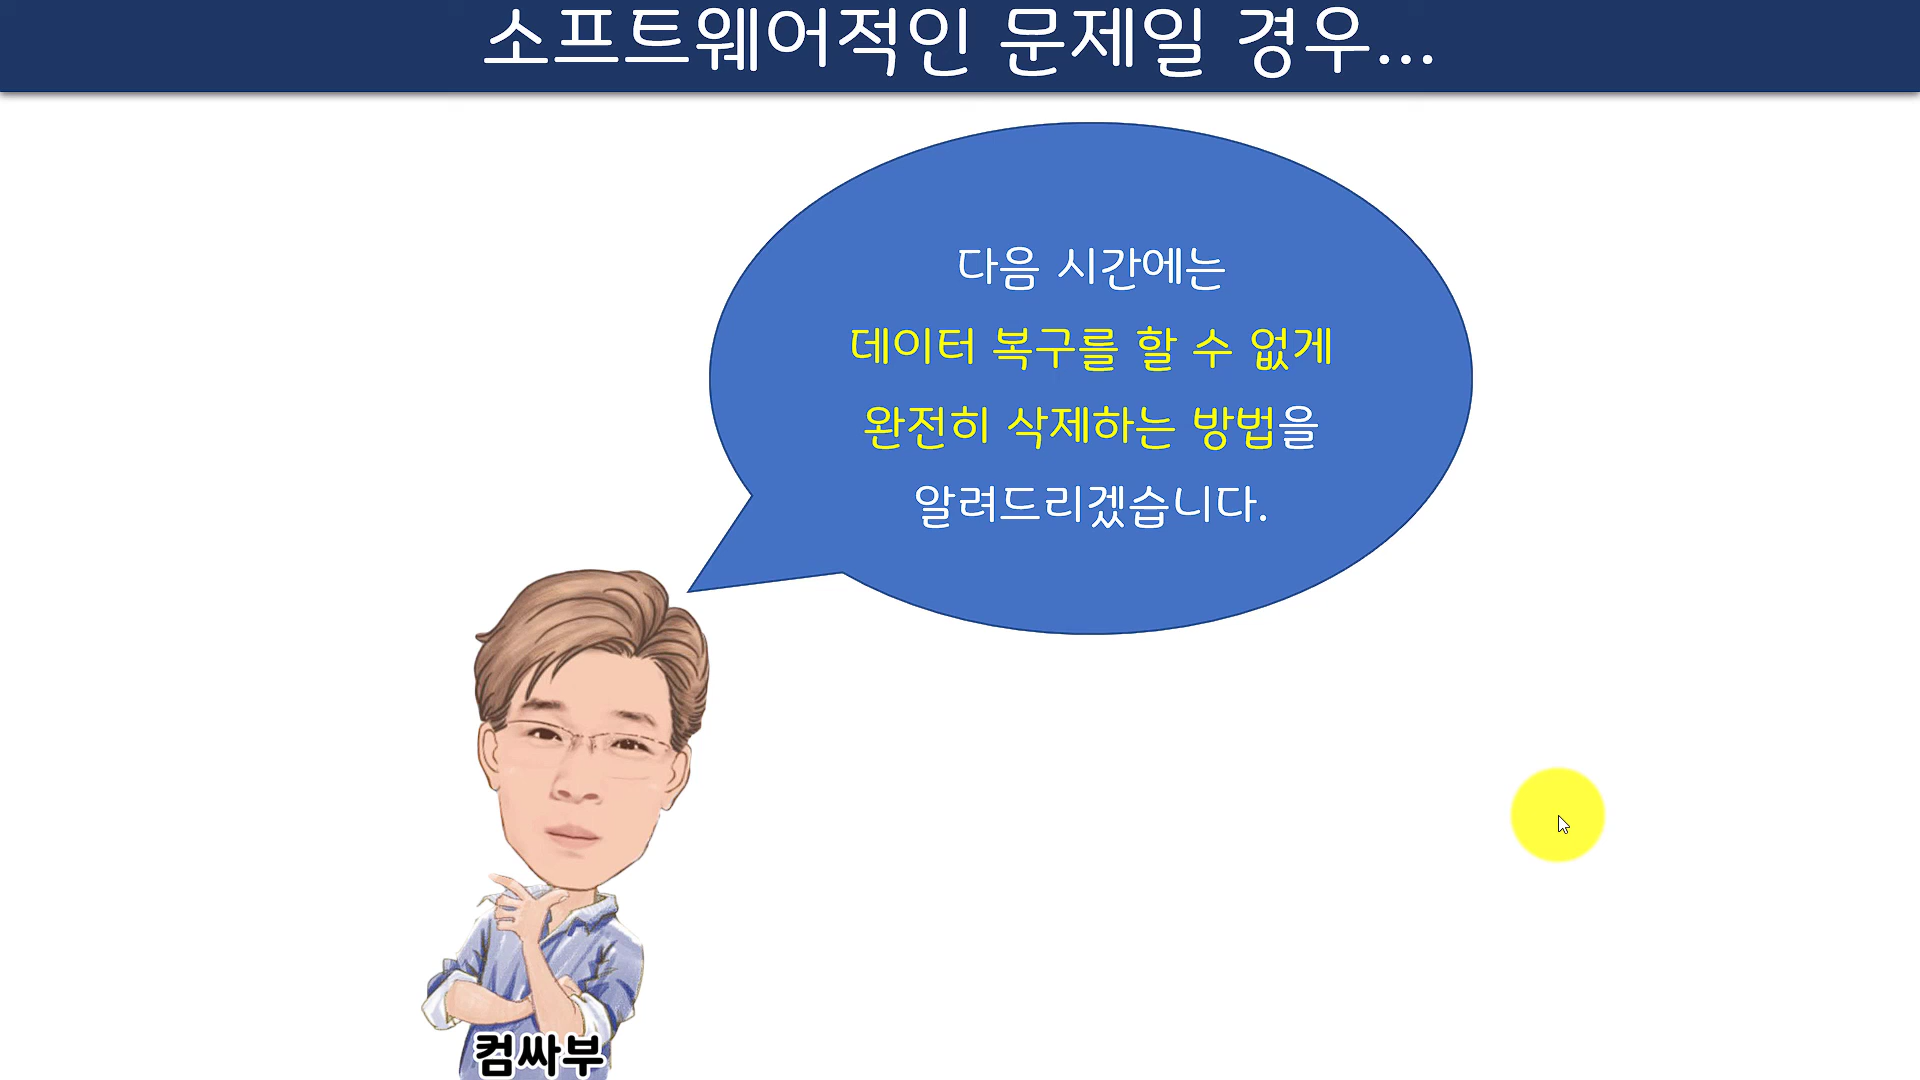 소프트웨어적인 문제일 경우...
다음 시간에는
데이터 복구를 할 수 없게
완전히 삭제하는 방법을
알려드리겠습니다.
컴싸부